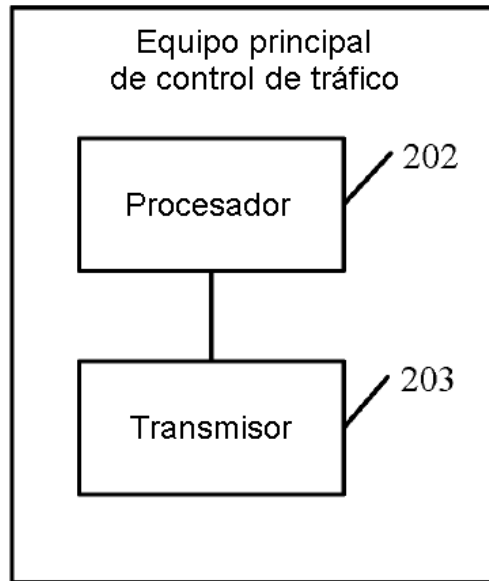 Equipo principal
de control de tráfico
202
Procesador
203
Transmisor